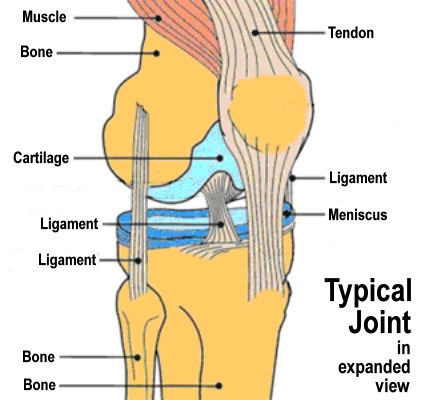 Muscle
Tendon
Bone
Cartilage
Ligament
Meniscus
Ligament
Ligament
Typical
Joint
in
expanded
view
Bone
Bone